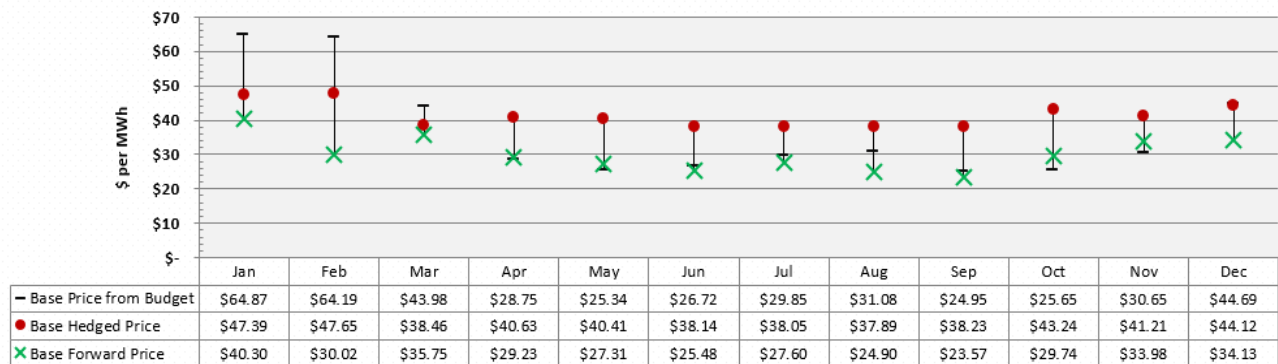 $70
$60
$50
$40
$30
$20
$10
$-
$ per MWh
Jan Feb Mar Apr May Jun Jul Aug Sep Oct Nov Dec
Base Price from Budget $64.87 $64.19 $43.98 $28.75 $25.34 $26.72 $29.85 $31.08 $24.95 $25.65 $30.65 $44.69
Base Hedged Price $47.39 $47.65 $38.46 $40.63 $40.41 $38.14 $38.05 $37.89 $38.23 $43.24 $41.21 $44.12
Base Forward Price $40.30 $30.02 $35.75 $29.23 $27.31 $25.48 $27.60 $24.90 $23.57 $29.74 $33.98 $34.13